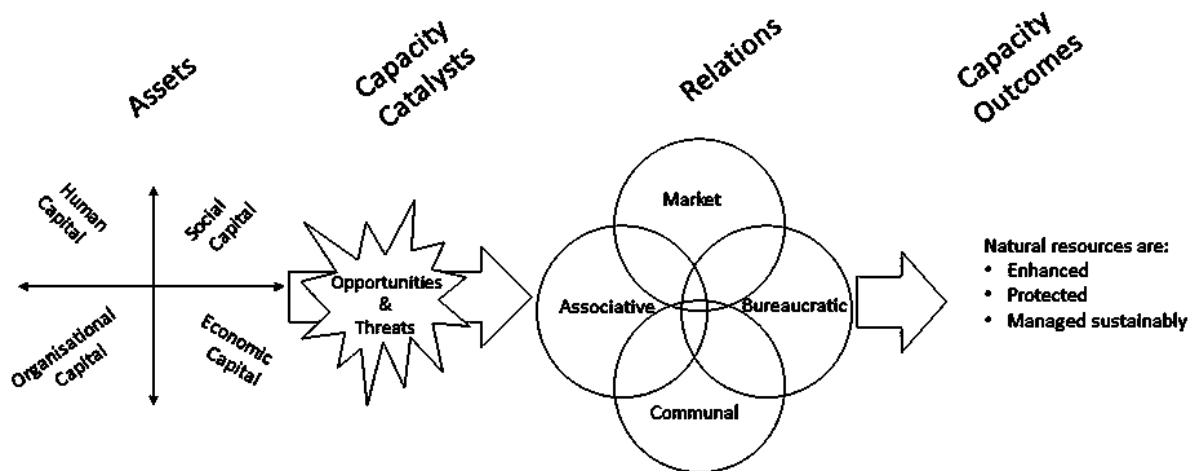 Assets
Capacity
Catalysts
Relations
Capacity
Outcomes
Human
Capital
Social
Capital
Organisational
Capital
Economic
Capital
Opportunities
&
Threats
Market
Associative
Bureaucratic
Communal
Natural resources are:
• Enhanced
• Protected
• Managed sustainably